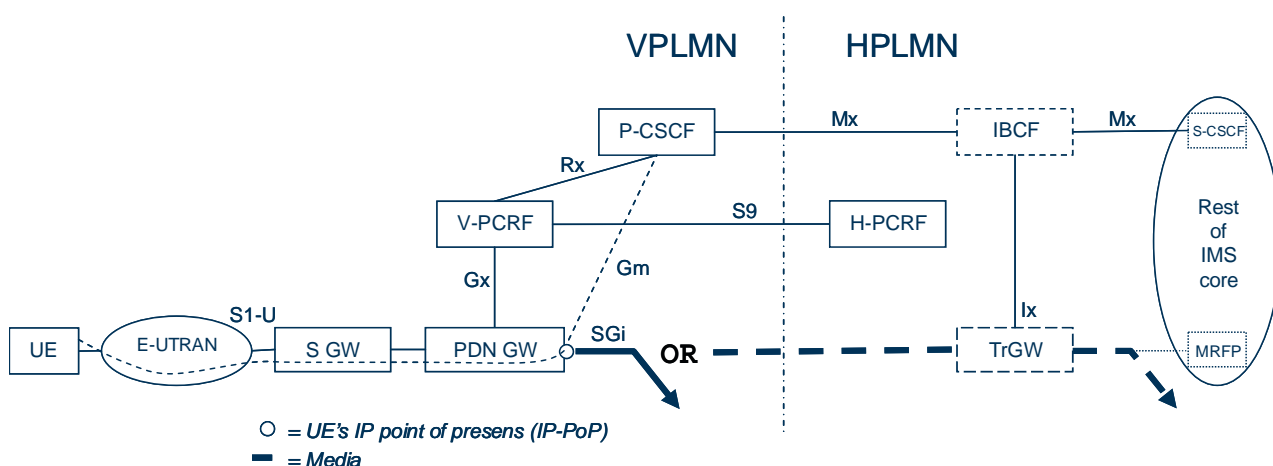 VPLMN
HPLMN
P-CSCF
Mx
IBCF
Mx
S-CSCF
Rx
V-PCRF
S9
H-PCRF
Rest
of
IMS
core
Gx
Gm
S1-U
Ix
UE
E-UTRAN
S GW
PDN GW
SGi
OR
TrGW
MRFP
= UE's IP point of presens (IP-PoP)
= Media